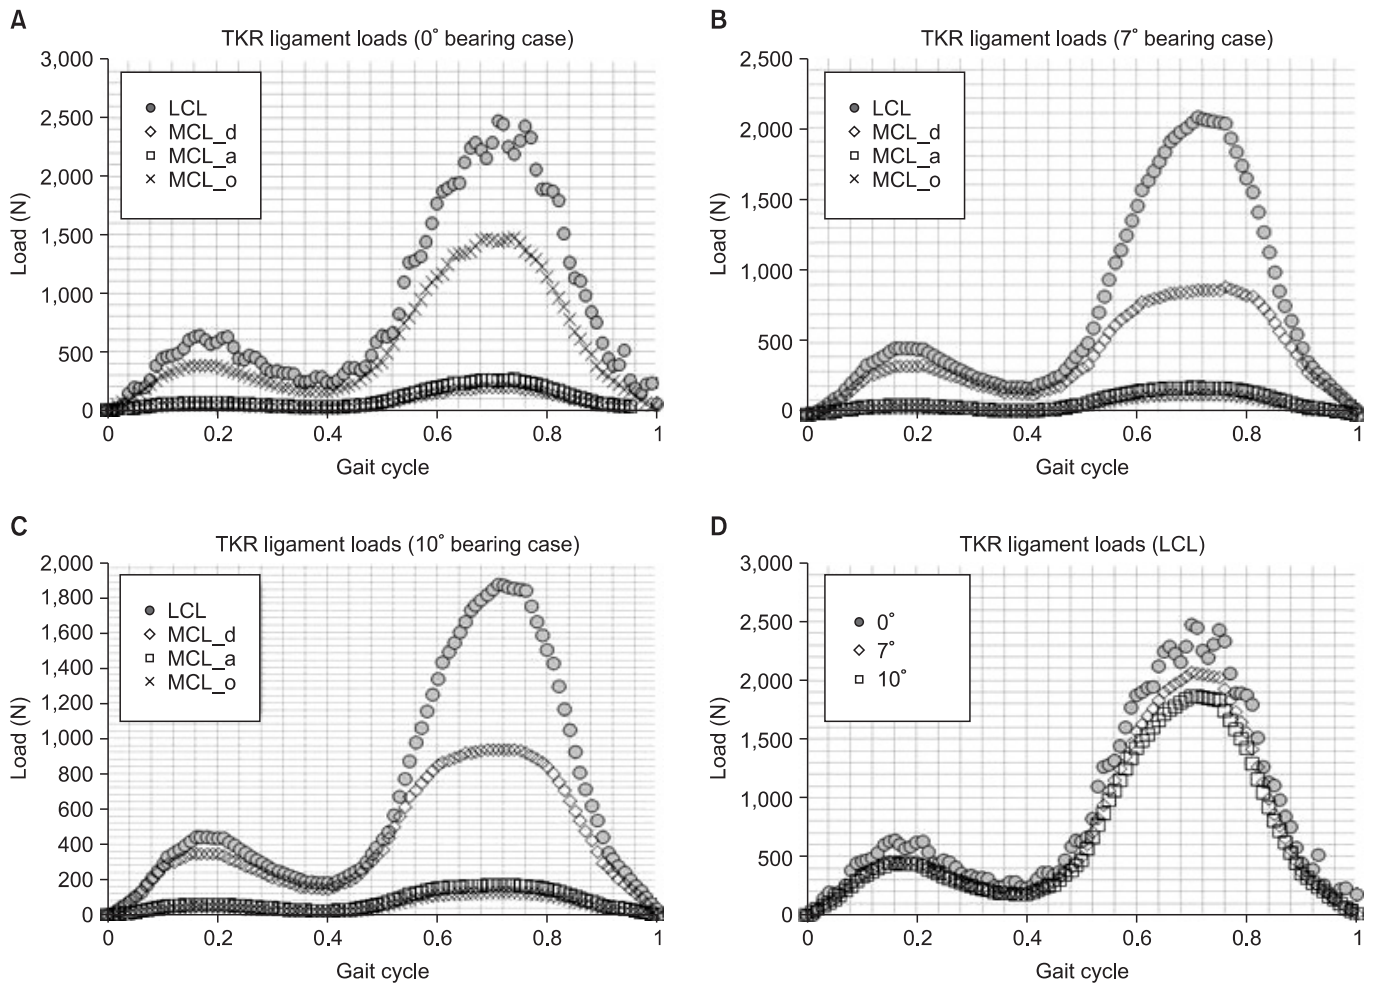 A
TKR ligament loads (0° bearing case)
3,000
2,500
2,000
1,500
1,000
500
0
Load (N)
LCL
MCL_d
MCL_a
MCL_o
0 0.2 0.4 0.6 0.8 1
Gait cycle
B
TKR ligament loads (7° bearing case)
2,500
2,000
1,500
1,000
500
0
Load (N)
LCL
MCL_d
MCL_a
MCL_o
0 0.2 0.4 0.6 0.8 1
Gait cycle
C
TKR ligament loads (10° bearing case)
2,000
1,800
1,600
1,400
1,200
1,000
800
600
400
200
0
Load (N)
LCL
MCL_d
MCL_a
MCL_o
0 0.2 0.4 0.6 0.8 1
Gait cycle
D
TKR ligament loads (LCL)
3,000
2,500
2,000
1,500
1,000
500
0
Load (N)
0°
7°
10°
0 0.2 0.4 0.6 0.8 1
Gait cycle